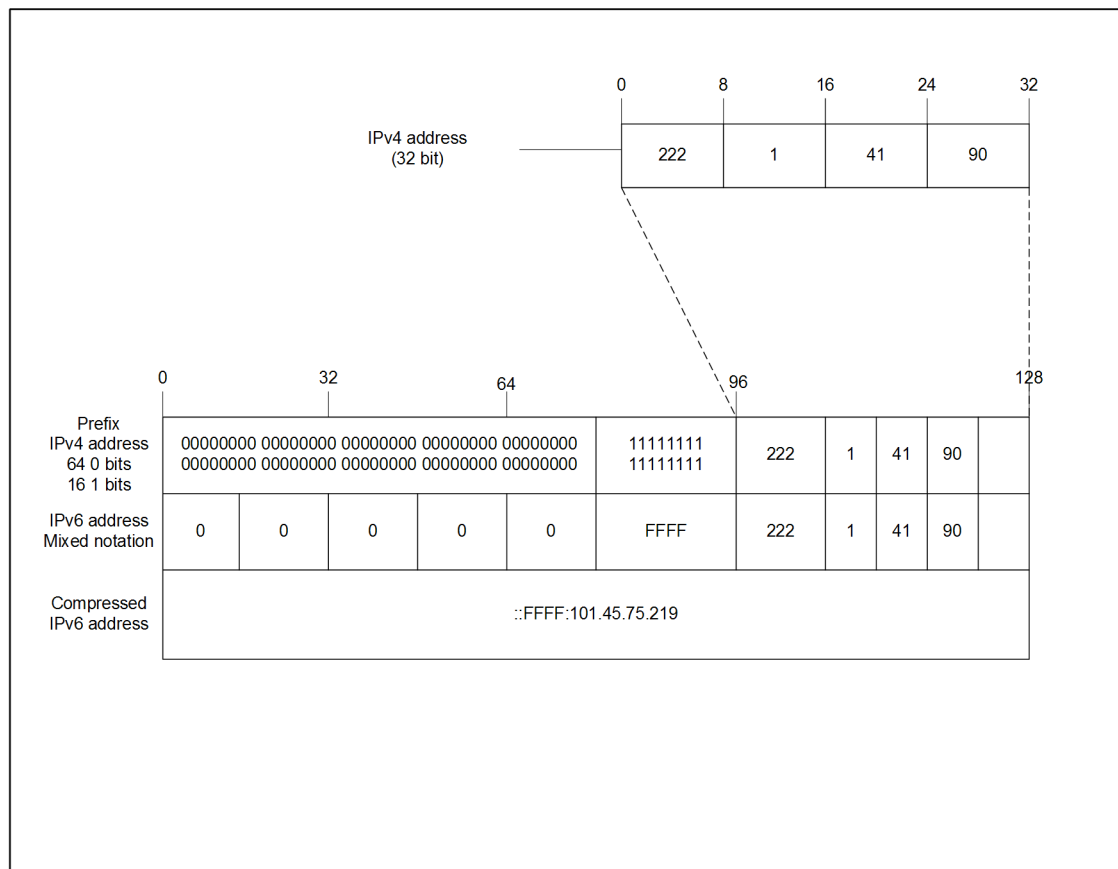 0 8 16 24 32
IPv4 address
(32 bit)
222 1 41 90
0 32 64 96 128
Prefix
IPv4 address
64 0 bits
16 1 bits
00000000 00000000 00000000 00000000 00000000
00000000 00000000 00000000 00000000 00000000
11111111
11111111
222 1 41 90
IPv6 address
Mixed notation
0 0 0 0 0 FFFF 222 1 41 90
Compressed
IPv6 address
::FFFF:101.45.75.219